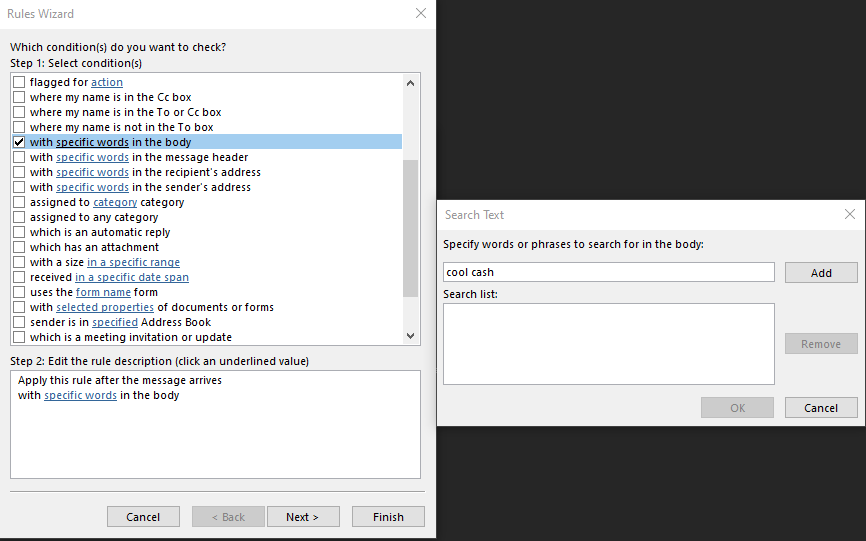 Rules Wizard
Which condition(s) do you want to check?
Step 1: Select condition(s)
flagged for action
where my name is in the Cc box
where my name is in the To or Cc box
where my name is not in the To box
with specific words in the body
with specific words in the message header
with specific words in the recipient's address
with specific words in the sender's address
assigned to category category
assigned to any category
which is an automatic reply
which has an attachment
with a size in a specific range
received in a specific date span
uses the form name form
with selected properties of documents or forms
sender is in specified Address Book
which is a meeting invitation or update
Step 2: Edit the rule description (click an underlined value)
Apply this rule after the message arrives
with specific words in the body
Cancel
< Back
Next >
Finish
Search Text
Specify words or phrases to search for in the body:
cool cash
Add
Search list:
Remove
OK
Cancel